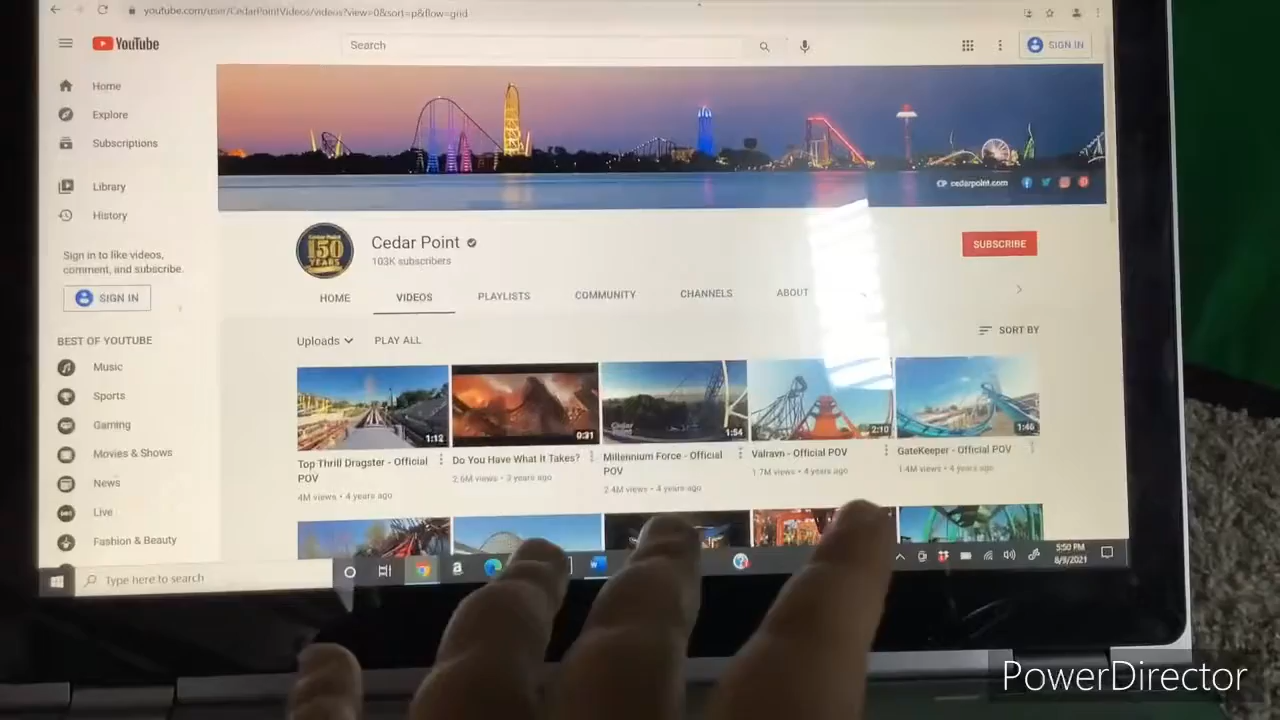 youtube.com/user/CedarPointVideos/videos?view=0&sort=p&flow=grid
YouTube
Search
SIGN IN
Home
Explore
Subscriptions
Library
History
Sign in to like videos,
comment, and subscribe.
SIGN IN
BEST OF YOUTUBE
Music
Sports
Gaming
Movies & Shows
News
Live
Fashion & Beauty
CP cedarpoint.com
Cedar Point
150
YEARS
Cedar Point
103K subscribers
SUBSCRIBE
HOME VIDEOS PLAYLISTS COMMUNITY CHANNELS ABOUT
Uploads PLAY ALL SORT BY
1:12
Top Thrill Dragster - Official
POV
4M views • 4 years ago
0:31
Do You Have What It Takes?
2.6M views • 3 years ago
Cedar
1:54
Millennium Force - Official
POV
2.4M views • 4 years ago
2:10
Valravn - Official POV
1.7M views • 4 years ago
1:46
GateKeeper - Official POV
1.4M views • 4 years ago
Type here to search
a
W
5:50 PM
8/9/2021
PowerDirector